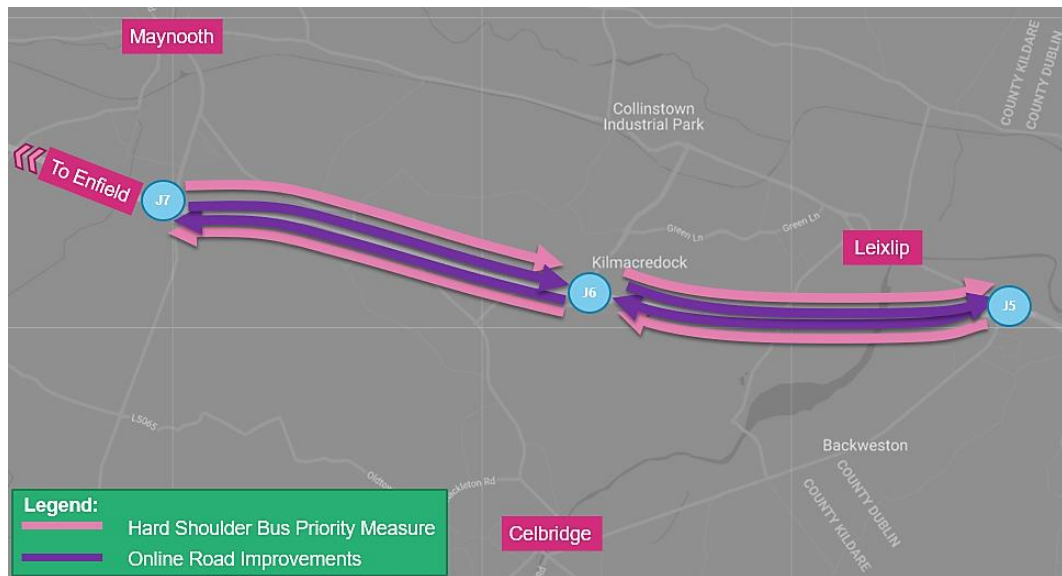 Maynooth
COUNTY KILDARE
COUNTY DUBLIN
Collinstown
Industrial Park
To Enfield
J7
Green Ln
Green Ln
Leixlip
Kilmacredock
J6
J5
L5065
Backweston
COUNTY DUBLIN
COUNTY KILDARE
Celbridge
Legend:
Hard Shoulder Bus Priority Measure
Online Road Improvements